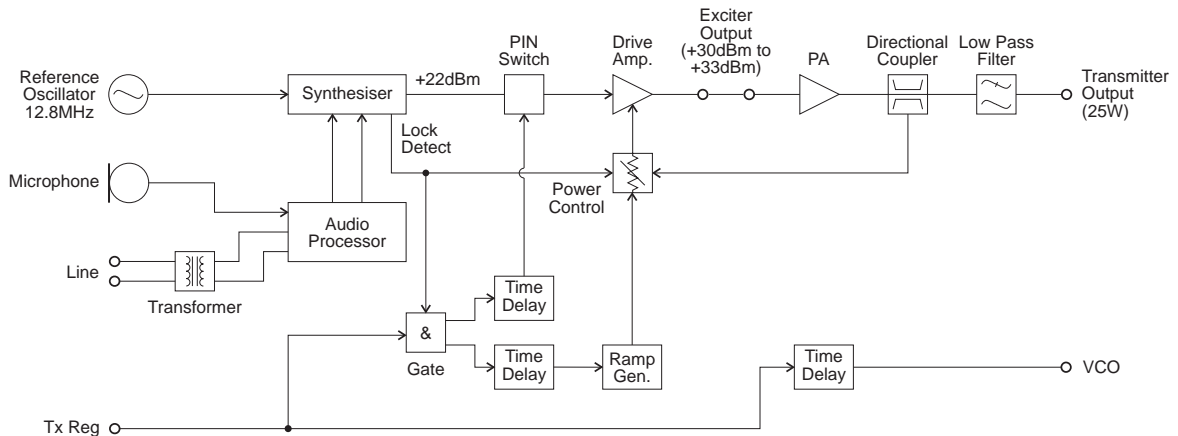 Reference
Oscillator
12.8MHz
Synthesiser
+22dBm
PIN
Switch
Drive
Amp.
Exciter
Output
(+30dBm to
+33dBm)
PA
Directional
Coupler
Low Pass
Filter
Transmitter
Output
(25W)
Lock
Detect
Microphone
Audio
Processor
Power
Control
Line
Transformer
&
Gate
Time
Delay
Time
Delay
Ramp
Gen.
Time
Delay
VCO
Tx Reg